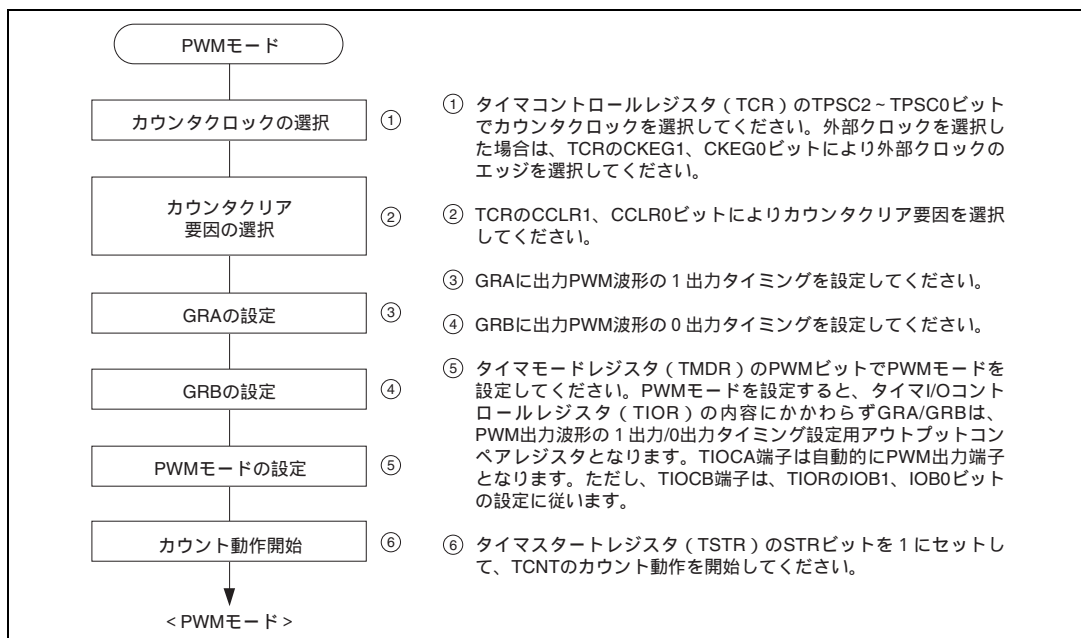 PWMモード
カウンタクロックの選択 ①
カウンタクリア
要因の選択 ②
GRAの設定 ③
GRBの設定 ④
PWMモードの設定 ⑤
カウント動作開始 ⑥
<PWMモード>
① タイマコントロールレジスタ(TCR)のTPSC2~TPSC0ビット
でカウンタクロックを選択してください。外部クロックを選択し
た場合は、TCRのCKEG1、CKEG0ビットにより外部クロックの
エッジを選択してください。
② TCRのCCLR1、CCLR0ビットによりカウンタクリア要因を選択
してください。
③ GRAに出力PWM波形の1出力タイミングを設定してください。
④ GRBに出力PWM波形の0出力タイミングを設定してください。
⑤ タイマモードレジスタ(TMDR)のPWMビットでPWMモードを
設定してください。PWMモードを設定すると、タイマI/Oコント
ロールレジスタ(TIOR)の内容にかかわらずGRA/GRBは、
PWM出力波形の1出力/0出力タイミング設定用アウトプットコン
ペアレジスタとなります。TIOCA端子は自動的にPWM出力端子
となります。ただし、TIOCB端子は、TIORのIOB1、IOB0ビット
の設定に従います。
⑥ タイマスタートレジスタ(TSTR)のSTRビットを1にセットし
て、TCNTのカウント動作を開始してください。